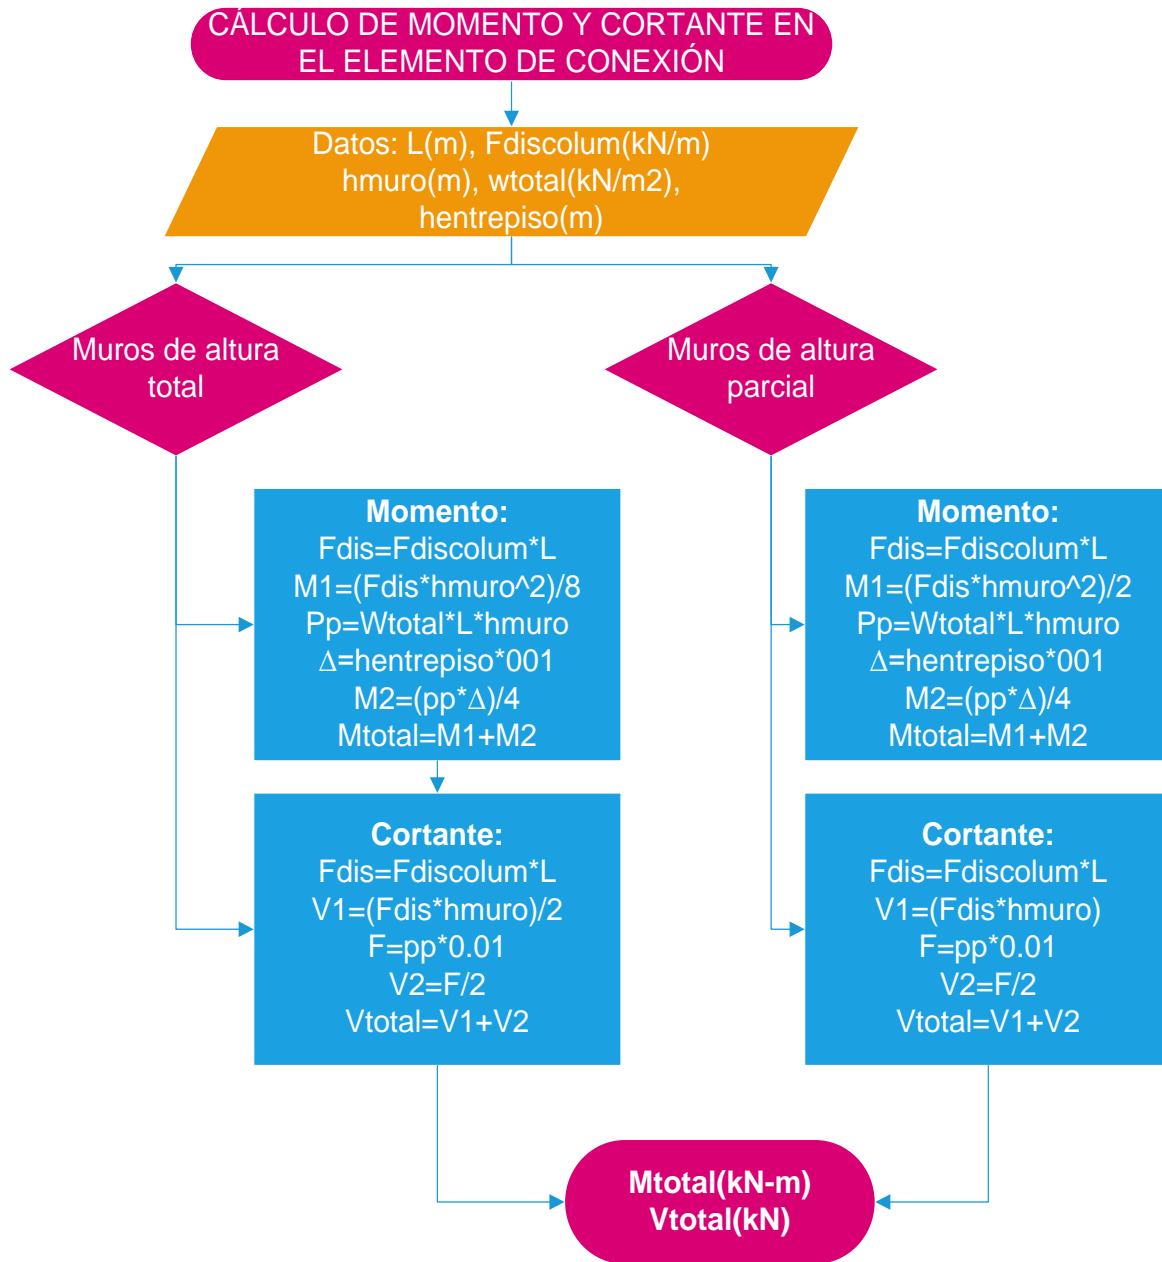 CÁLCULO DE MOMENTO Y CORTANTE EN
EL ELEMENTO DE CONEXIÓN
Datos: L(m), Fdiscolum(kN/m)
hmuro(m), wtotal(kN/m2),
hentrepiso(m)
Muros de altura
total
Muros de altura
parcial
Momento:
Fdis=Fdiscolum*L
M1=(Fdis*hmuro^2)/8
Pp=Wtotal*L*hmuro
Δ=hentrepiso*001
M2=(pp*Δ)/4
Mtotal=M1+M2
Momento:
Fdis=Fdiscolum*L
M1=(Fdis*hmuro^2)/2
Pp=Wtotal*L*hmuro
Δ=hentrepiso*001
M2=(pp*Δ)/4
Mtotal=M1+M2
Cortante:
Fdis=Fdiscolum*L
V1=(Fdis*hmuro)/2
F=pp*0.01
V2=F/2
Vtotal=V1+V2
Cortante:
Fdis=Fdiscolum*L
V1=(Fdis*hmuro)
F=pp*0.01
V2=F/2
Vtotal=V1+V2
Mtotal(kN-m)
Vtotal(kN)